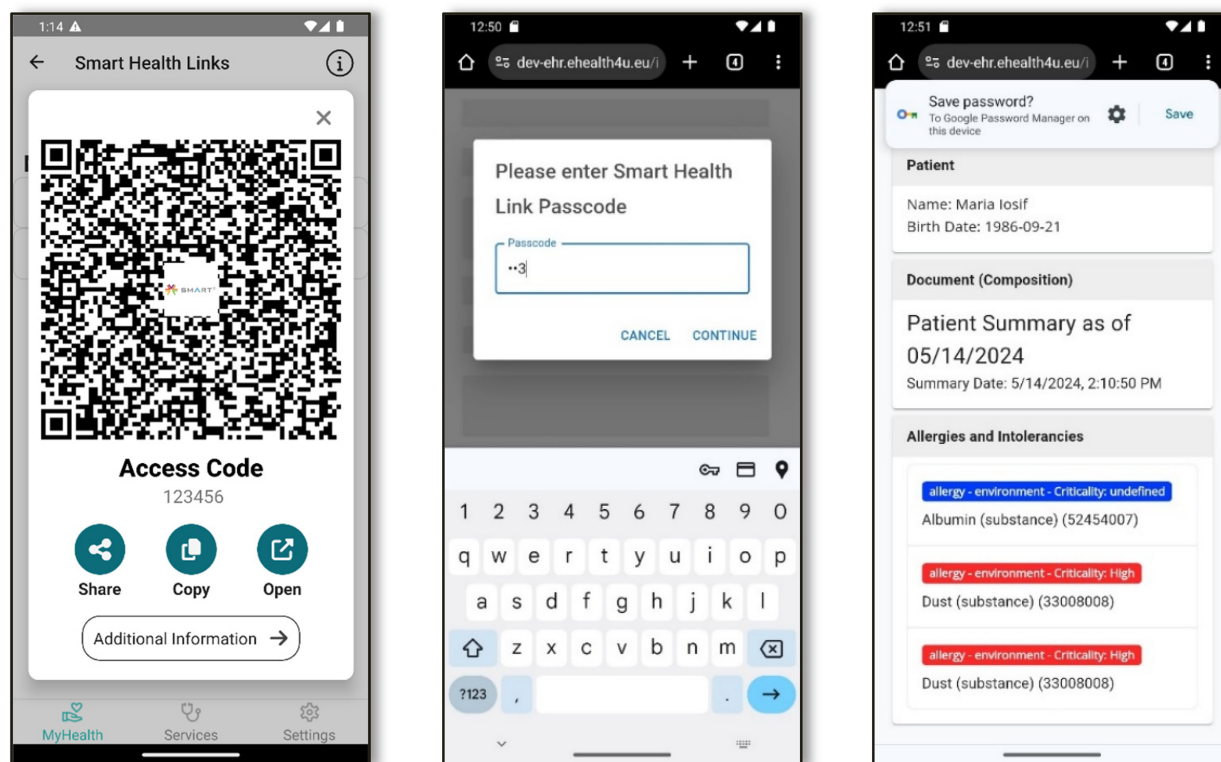 1:14
Smart Health Links
SMART
Access Code
123456
Share
Copy
Open
Additional Information
MyHealth
Services
Settings
12:50
dev-ehr.ehealth4u.eu/i
4
Please enter Smart Health
Link Passcode
Passcode
••3
CANCEL
CONTINUE
1 2 3 4 5 6 7 8 9 0
q w e r t y u i o p
a s d f g h j k l
z x c v b n m
?123 , .
12:51
dev-ehr.ehealth4u.eu/i
4
Save password?
To Google Password Manager on
this device
Save
Patient
Name: Maria Iosif
Birth Date: 1986-09-21
Document (Composition)
Patient Summary as of
05/14/2024
Summary Date: 5/14/2024, 2:10:50 PM
Allergies and Intolerancies
allergy - environment - Criticality: undefined
Albumin (substance) (52454007)
allergy - environment - Criticality: High
Dust (substance) (33008008)
allergy - environment - Criticality: High
Dust (substance) (33008008)